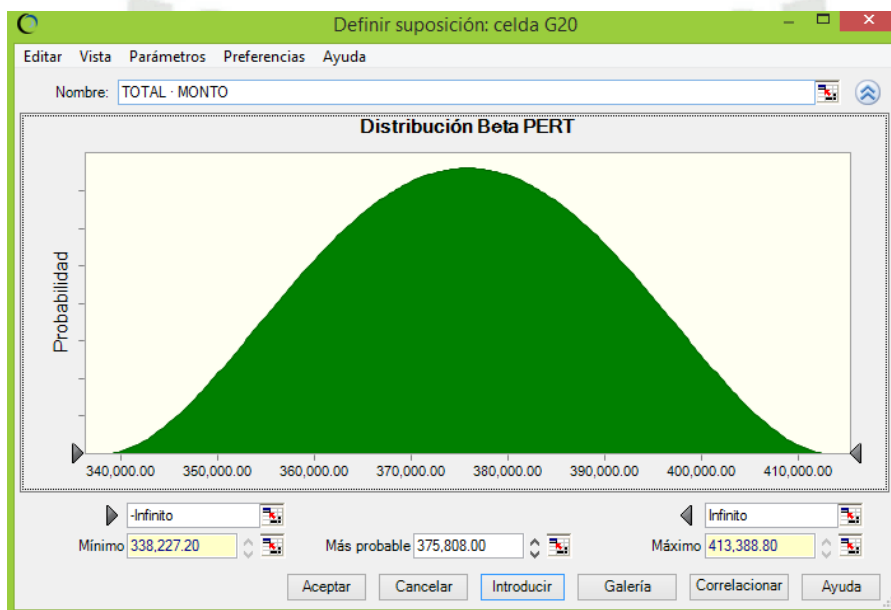 Definir suposición: celda G20
Editar Vista Parámetros Preferencias Ayuda
Nombre: TOTAL · MONTO
Distribución Beta PERT
Probabilidad
340,000.00 350,000.00 360,000.00 370,000.00 380,000.00 390,000.00 400,000.00 410,000.00
-Infinito Infinito
Mínimo 338,227.20 Más probable 375,808.00 Máximo 413,388.80
Aceptar Cancelar Introducir Galería Correlacionar Ayuda